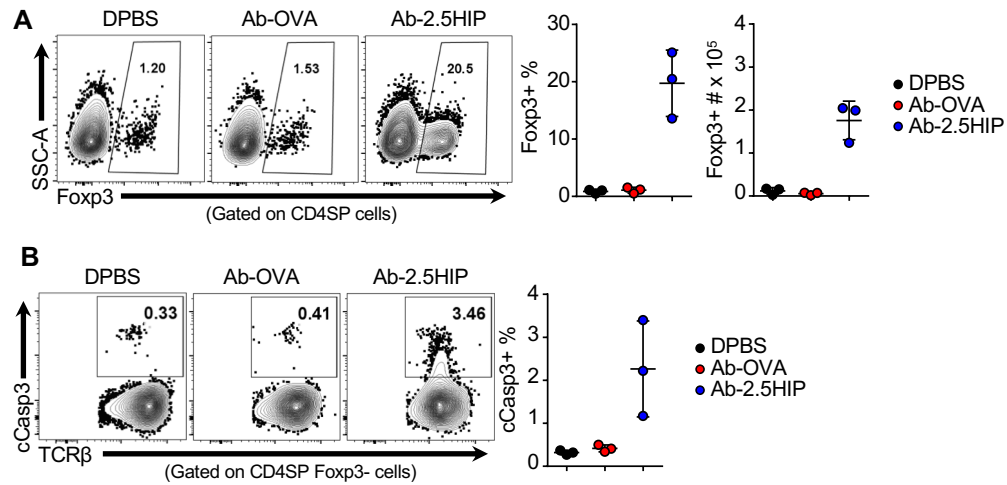 A
DPBS
Ab-OVA
Ab-2.5HIP
1.20
1.53
20.5
SSC-A
Foxp3
(Gated on CD4SP cells)
Foxp3+ %
30
20
10
0
Foxp3+ # x 10⁵
4
3
2
1
0
DPBS
Ab-OVA
Ab-2.5HIP
B
DPBS
Ab-OVA
Ab-2.5HIP
0.33
0.41
3.46
cCasp3
TCRβ
(Gated on CD4SP Foxp3- cells)
cCasp3+ %
4
3
2
1
0
DPBS
Ab-OVA
Ab-2.5HIP